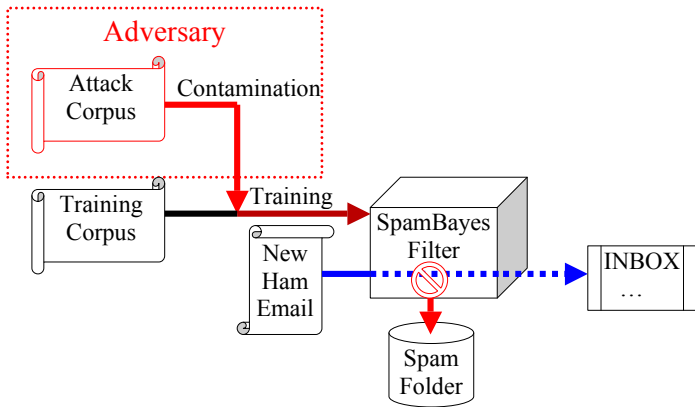 Adversary
Attack
Corpus
Contamination
Training
Corpus
Training
SpamBayes
Filter
New
Ham
Email
INBOX
...
Spam
Folder